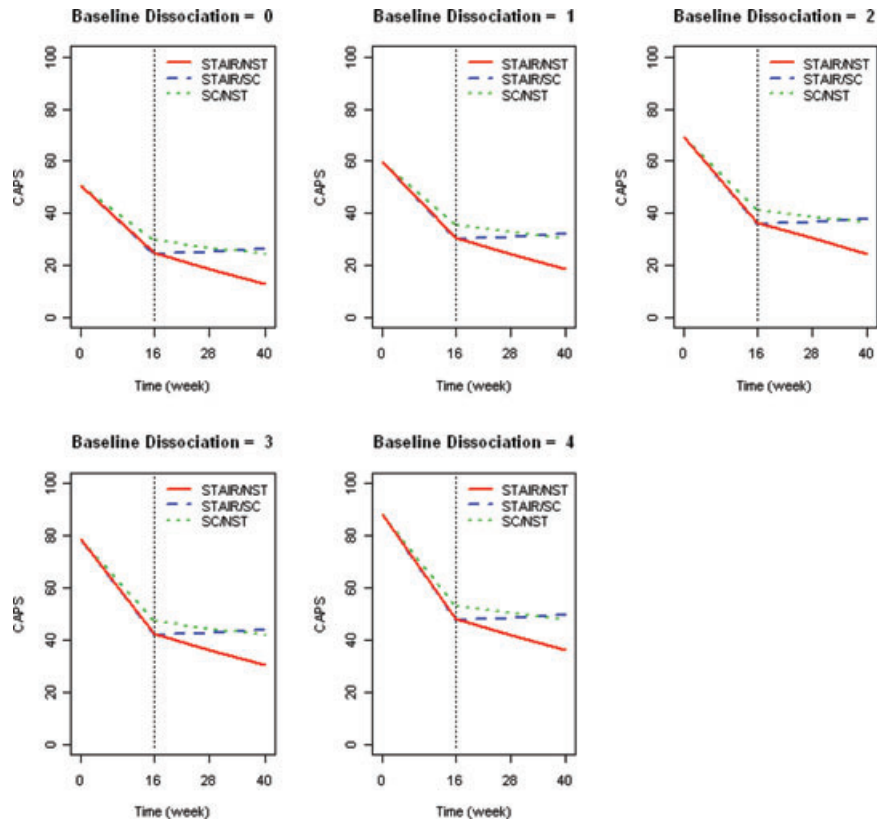 Baseline Dissociation = 0
100
80
60
40
20
0
CAPS
STAIR/NST
STAIR/SC
SC/NST
0 16 28 40
Time (week)
Baseline Dissociation = 1
100
80
60
40
20
0
CAPS
STAIR/NST
STAIR/SC
SC/NST
0 16 28 40
Time (week)
Baseline Dissociation = 2
100
80
60
40
20
0
CAPS
STAIR/NST
STAIR/SC
SC/NST
0 16 28 40
Time (week)
Baseline Dissociation = 3
100
80
60
40
20
0
CAPS
STAIR/NST
STAIR/SC
SC/NST
0 16 28 40
Time (week)
Baseline Dissociation = 4
100
80
60
40
20
0
CAPS
STAIR/NST
STAIR/SC
SC/NST
0 16 28 40
Time (week)